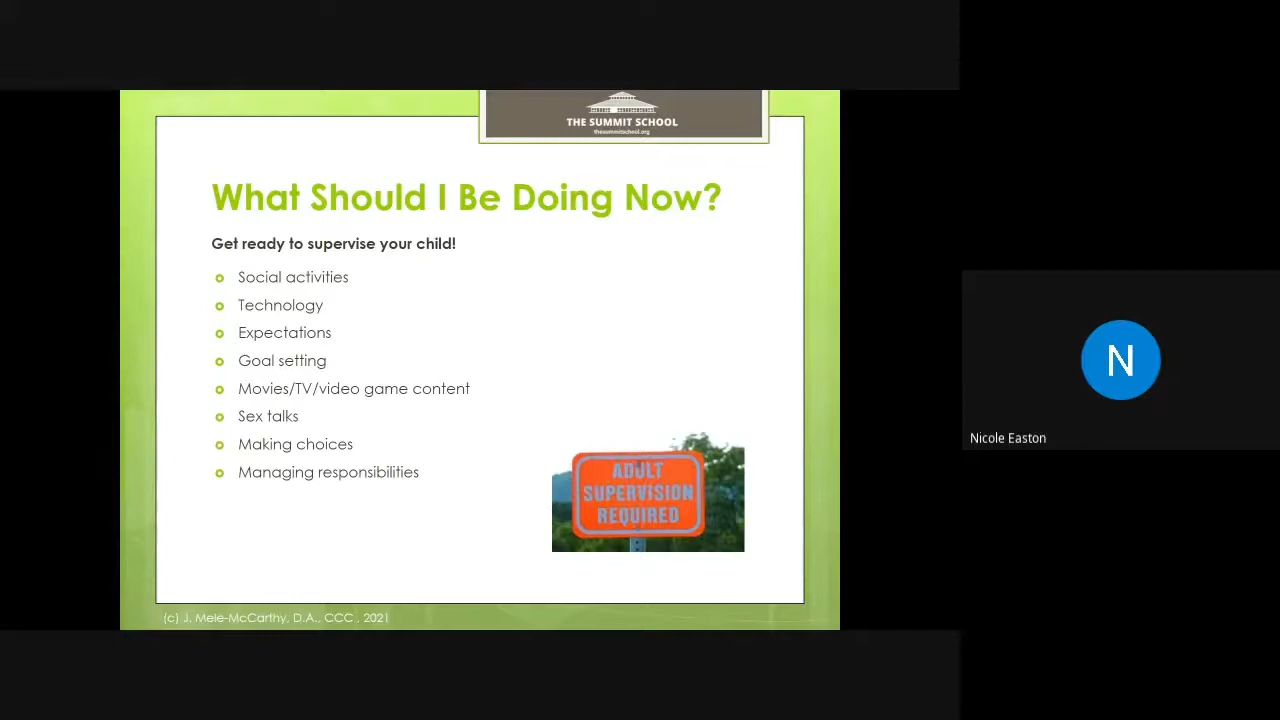 THE SUMMIT SCHOOL
thesummitschool.org
What Should I Be Doing Now?
Get ready to supervise your child!
Social activities
Technology
Expectations
Goal setting
Movies/TV/video game content
Sex talks
Making choices
Managing responsibilities
ADULT
SUPERVISION
REQUIRED
(c) J. Mele-McCarthy, D.A., CCC , 2021
N
Nicole Easton